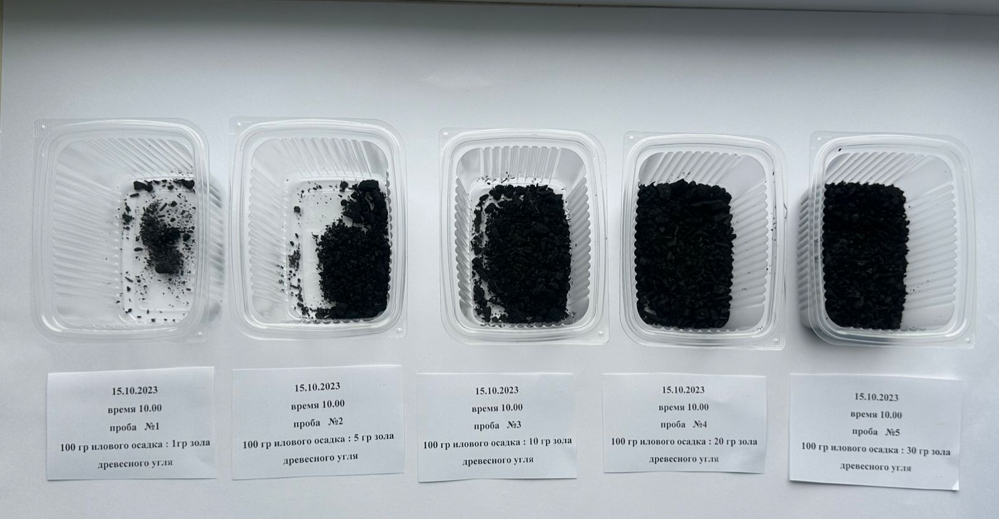 15.10.2023
время 10.00
проба №1
100 гр илового осадка : 1гр зола
древесного угля
15.10.2023
время 10.00
проба №2
100 гр илового осадка : 5 гр зола
древесного угля
15.10.2023
время 10.00
проба №3
100 гр илового осадка : 10 гр зола
древесного угля
15.10.2023
время 10.00
проба №4
100 гр илового осадка : 20 гр зола
древесного угля
15.10.2023
время 10.00
проба №5
100 гр илового осадка : 30 гр зола
древесного угля